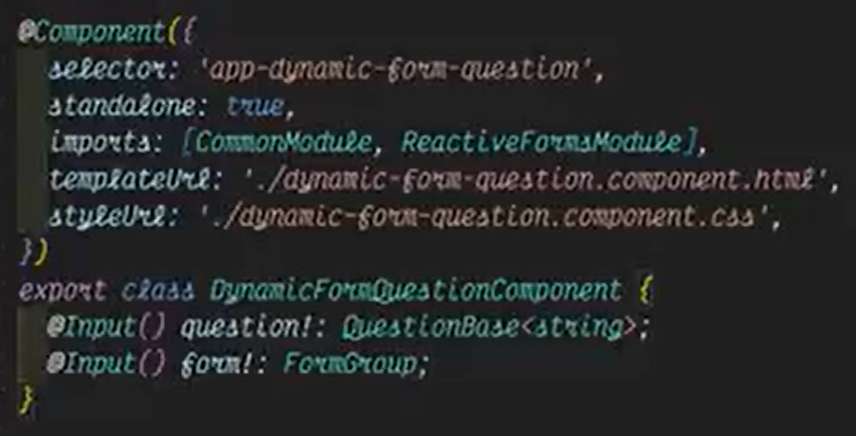 @Component({
selector: 'app-dynamic-form-question',
standalone: true,
imports: [CommonModule, ReactiveFormsModule],
templateUrl: './dynamic-form-question.component.html',
styleUrl: './dynamic-form-question.component.css',
})
export class DynamicFormQuestionComponent {
@Input() question!: QuestionBase<string>;
@Input() form!: FormGroup;
}